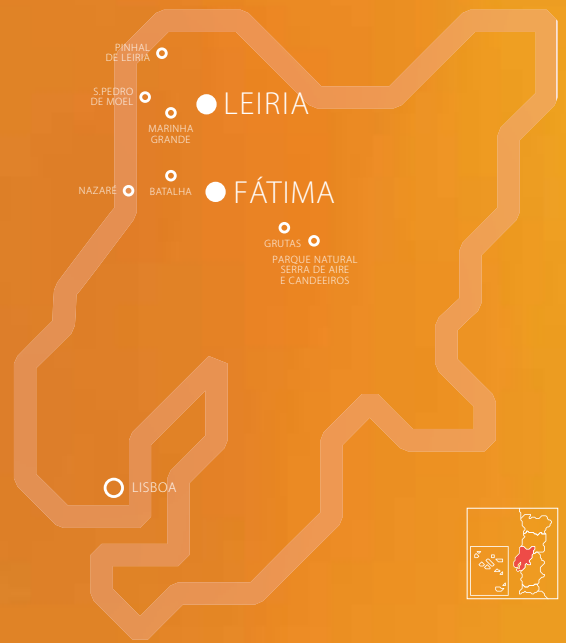 PINHAL
DE LEIRIA
S.PEDRO
DE MOEL
LEIRIA
MARINHA
GRANDE
NAZARÉ
BATALHA
FÁTIMA
GRUTAS
PARQUE NATURAL
SERRA DE AIRE
E CANDEEIROS
LISBOA